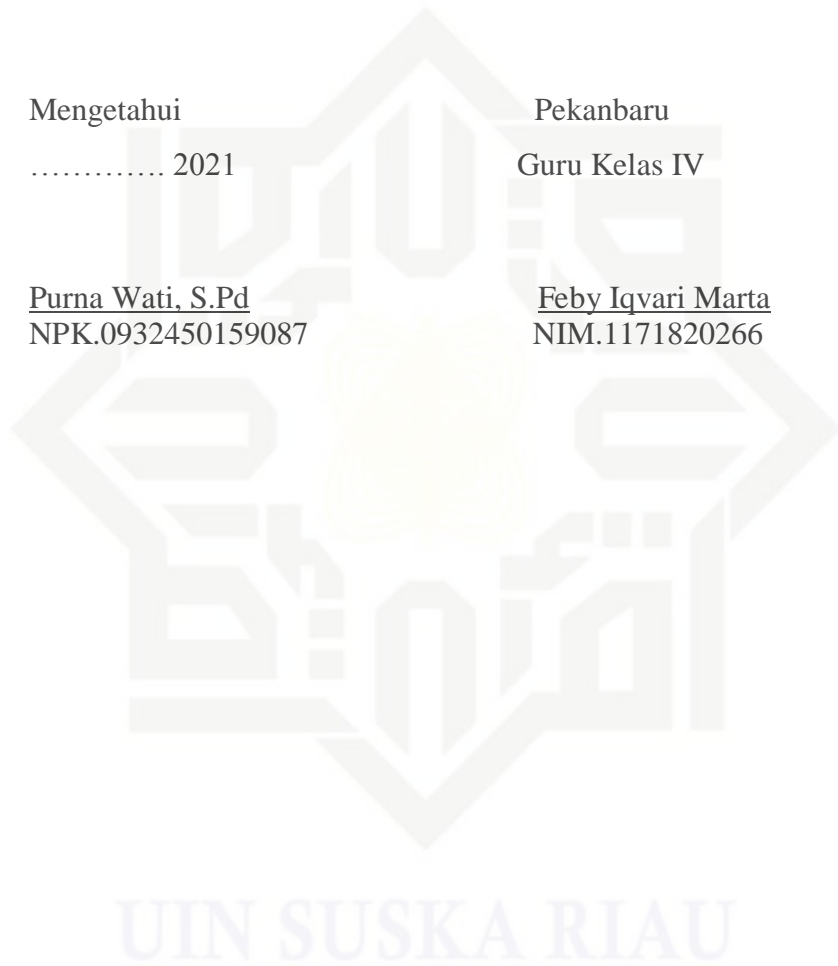 Mengetahui Pekanbaru
…………. 2021 Guru Kelas IV
Purna Wati, S.Pd Feby Iqvari Marta
NPK.0932450159087 NIM.1171820266
UIN SUSKA RIAU